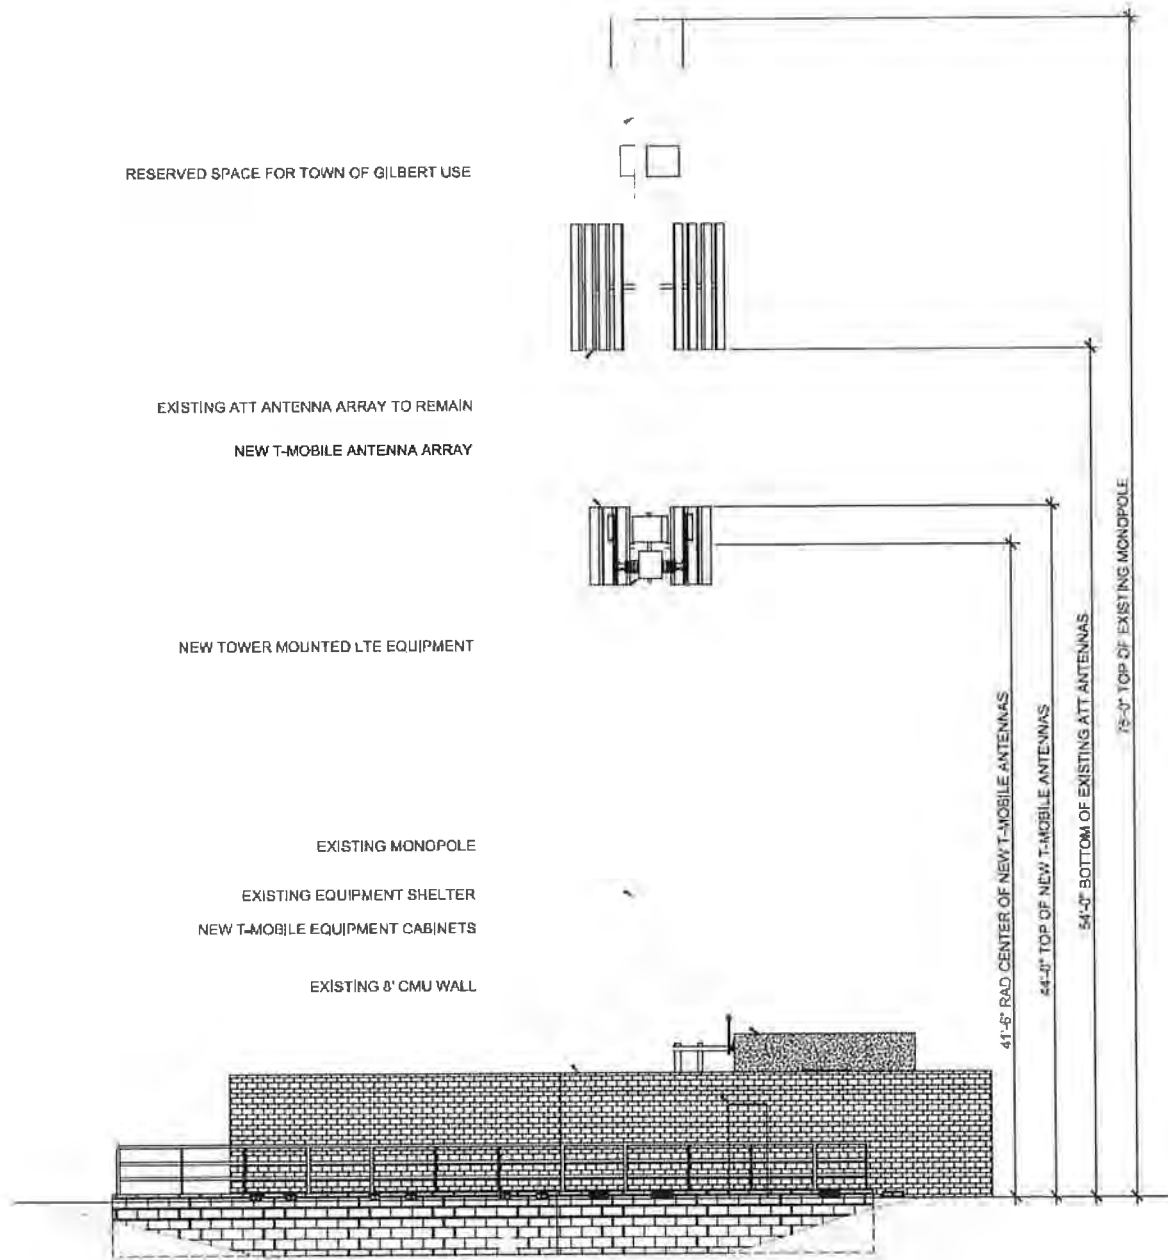 RESERVED SPACE FOR TOWN OF GILBERT USE
EXISTING ATT ANTENNA ARRAY TO REMAIN
NEW T-MOBILE ANTENNA ARRAY
NEW TOWER MOUNTED LTE EQUIPMENT
EXISTING MONOPOLE
EXISTING EQUIPMENT SHELTER
NEW T-MOBILE EQUIPMENT CABINETS
EXISTING 8' CMU WALL
41'-6" RAD CENTER OF NEW T-MOBILE ANTENNAS
44'-0" TOP OF NEW T-MOBILE ANTENNAS
54'-0" BOTTOM OF EXISTING ATT ANTENNAS
75'-0" TOP OF EXISTING MONOPOLE